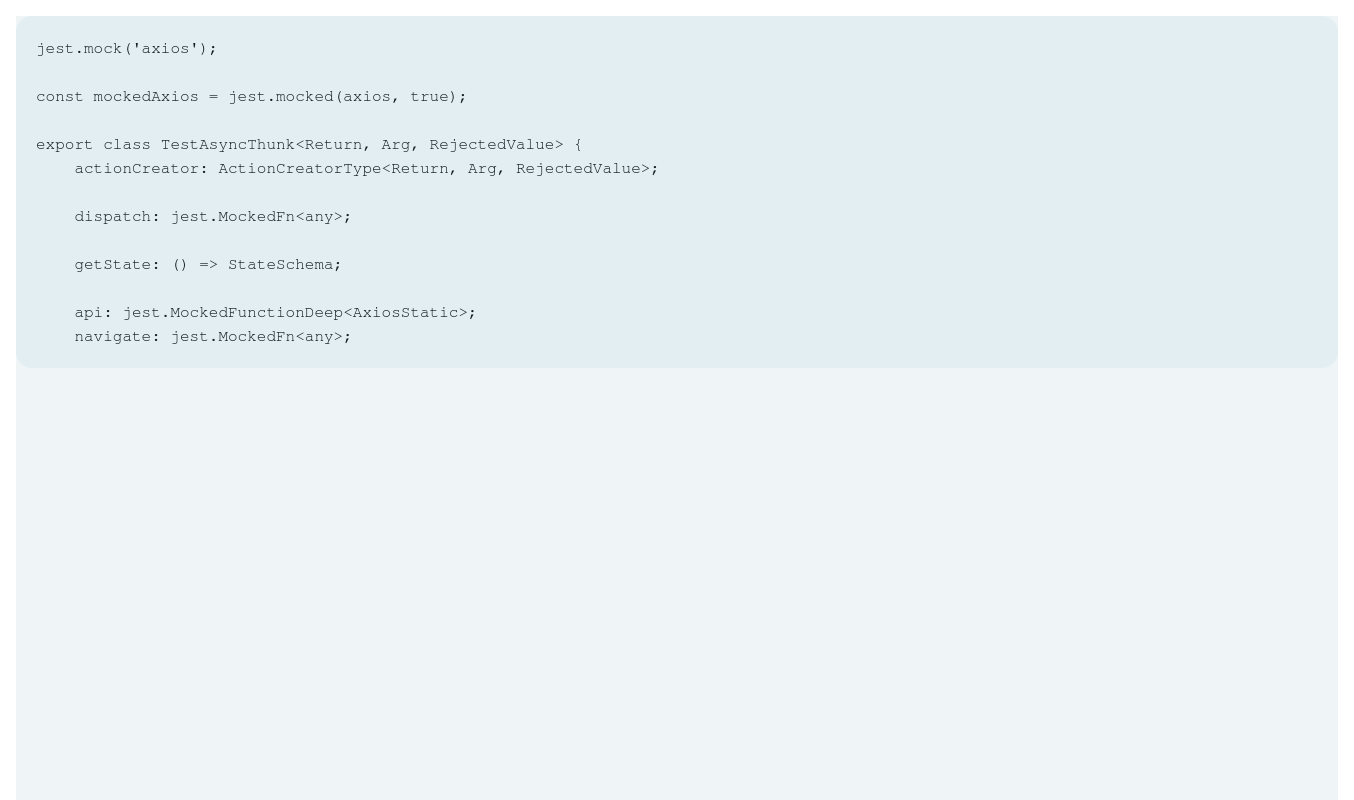 jest.mock('axios');
const mockedAxios = jest.mocked(axios, true);
export class TestAsyncThunk<Return, Arg, RejectedValue> {
    actionCreator: ActionCreatorType<Return, Arg, RejectedValue>;
    dispatch: jest.MockedFn<any>;
    getState: () => StateSchema;
    api: jest.MockedFunctionDeep<AxiosStatic>;
    navigate: jest.MockedFn<any>;